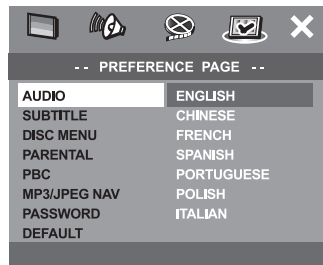 -- PREFERENCE PAGE --
AUDIO
SUBTITLE
DISC MENU
PARENTAL
PBC
MP3/JPEG NAV
PASSWORD
DEFAULT
ENGLISH
CHINESE
FRENCH
SPANISH
PORTUGUESE
POLISH
ITALIAN